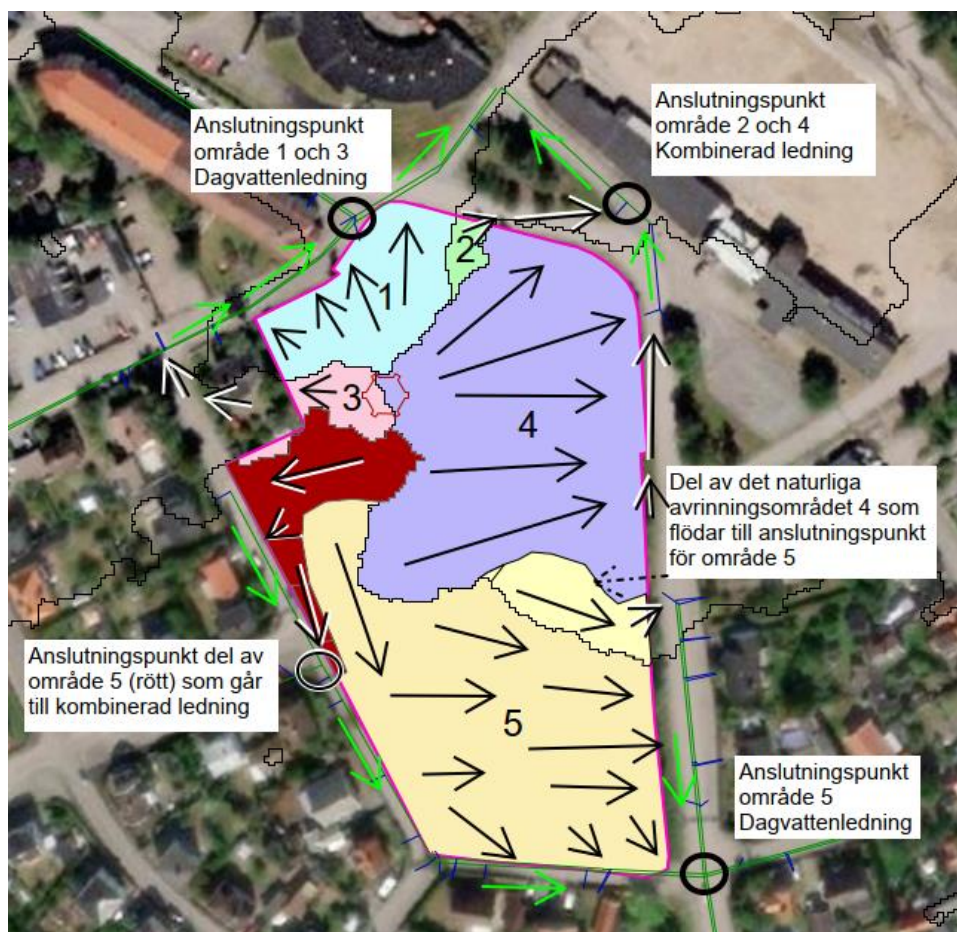 Anslutningspunkt
område 1 och 3
Dagvattenledning
Anslutningspunkt
område 2 och 4
Kombinerad ledning
2
1
3
4
Del av det naturliga
avrinningsområdet 4 som
flödar till anslutningspunkt
för område 5
Anslutningspunkt del av
område 5 (rött) som går
till kombinerad ledning
5
Anslutningspunkt
område 5
Dagvattenledning